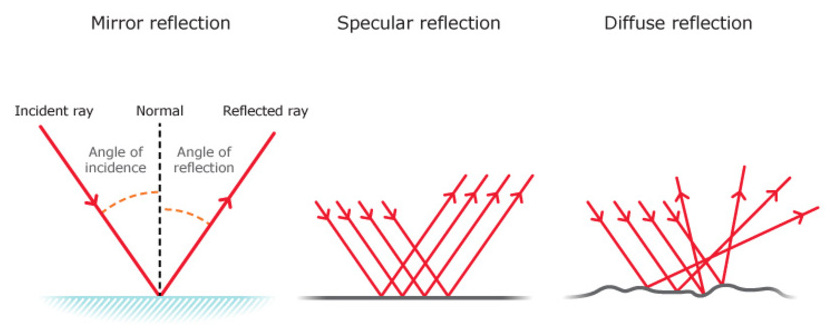 Mirror reflection
Specular reflection
Diffuse reflection
Incident ray
Normal
Reflected ray
Angle of
incidence
Angle of
reflection